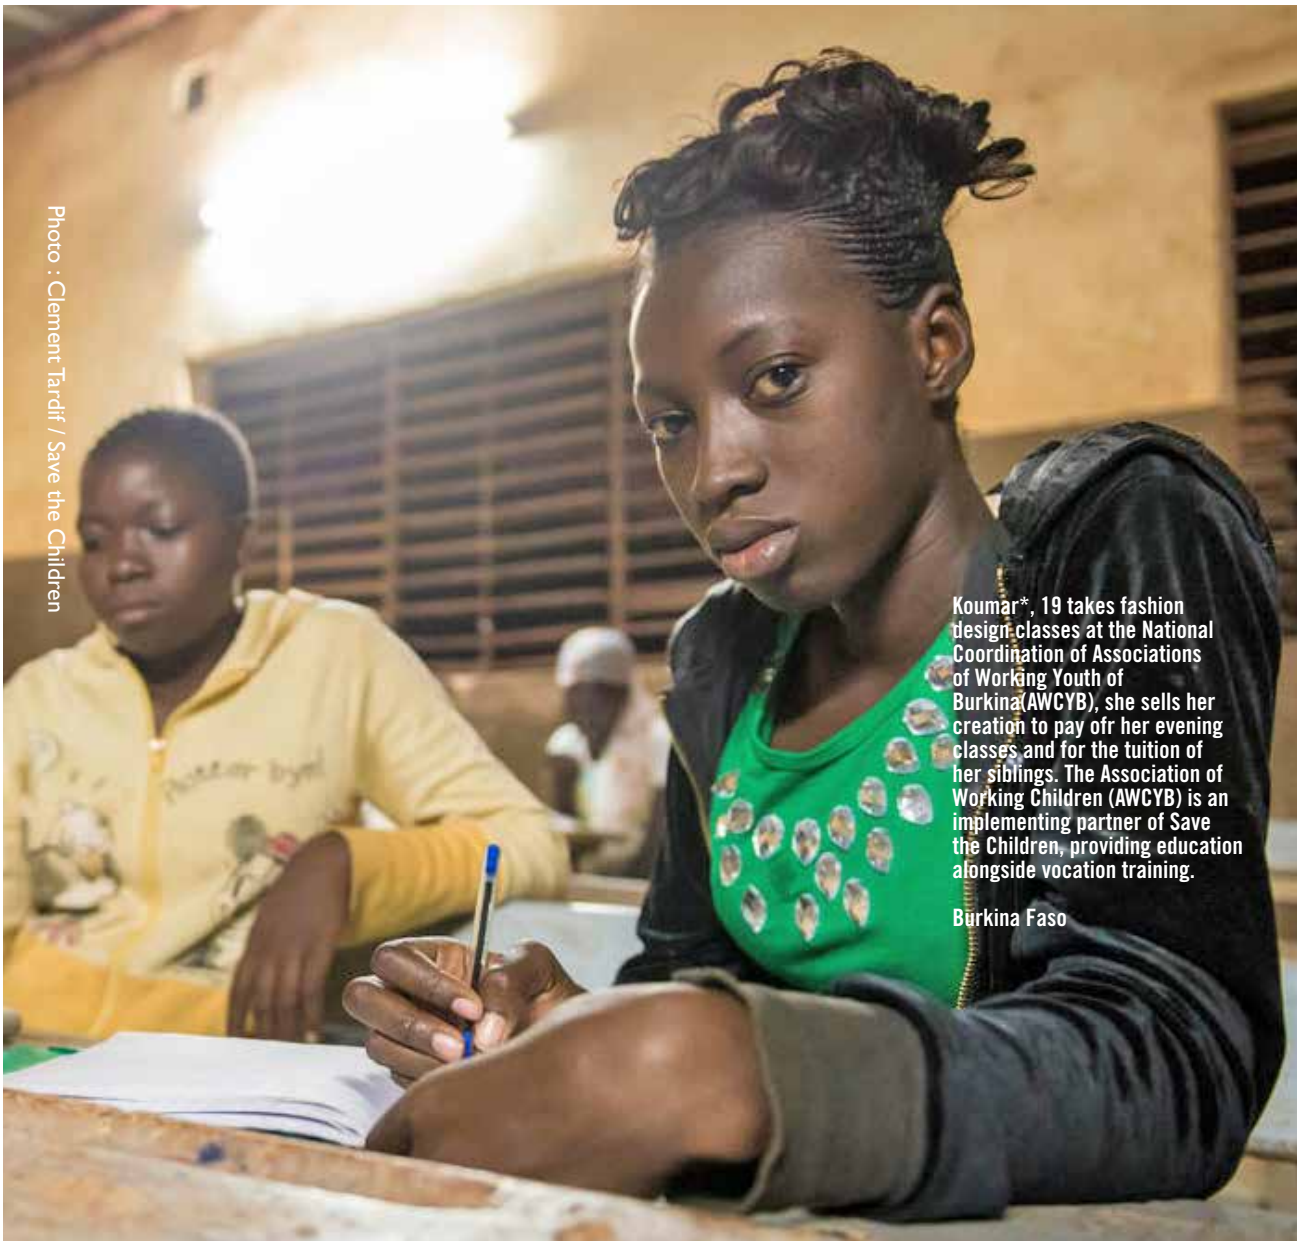 Photo : Clement Tardif / Save the Children
Koumar*, 19 takes fashion
design classes at the National
Coordination of Associations
of Working Youth of
Burkina(AWCYB), she sells her
creation to pay ofr her evening
classes and for the tuition of
her siblings. The Association of
Working Children (AWCYB) is an
implementing partner of Save
the Children, providing education
alongside vocation training.
Burkina Faso